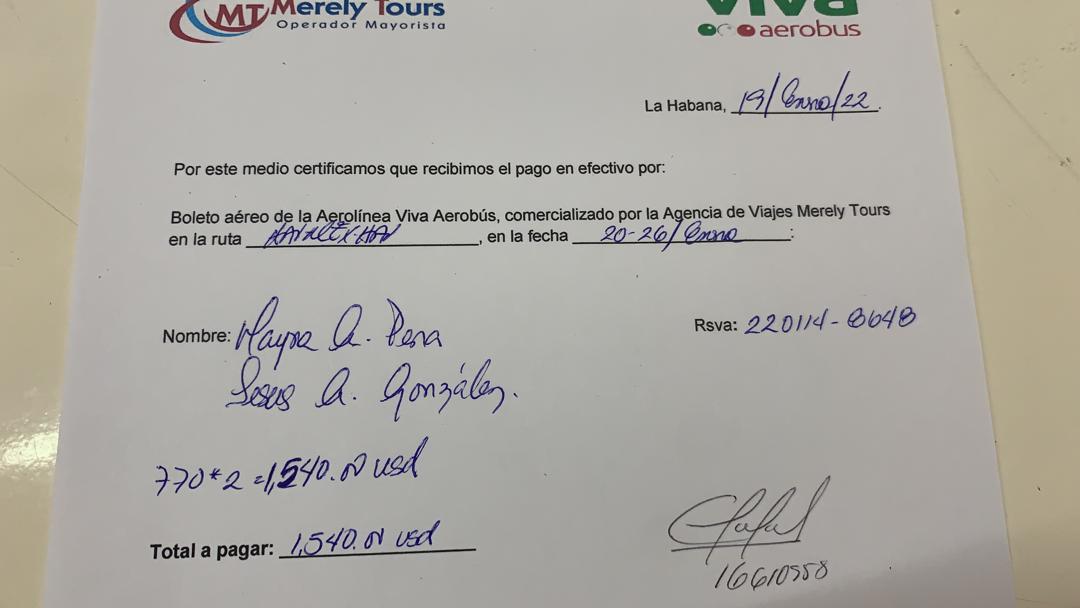 MT Merely Tours
Operador Mayorista
Viva
aerobus
La Habana, 19/Enero/22.
Por este medio certificamos que recibimos el pago en efectivo por:
Boleto aéreo de la Aerolínea Viva Aerobús, comercializado por la Agencia de Viajes Merely Tours
en la ruta , en la fecha 20-26/Enero :
Nombre: Mayra A. Pena
Rsva: 220114-8648
Jesus A. González.
770*2 =1,540.00 usd
Total a pagar: 1,540.00 usd